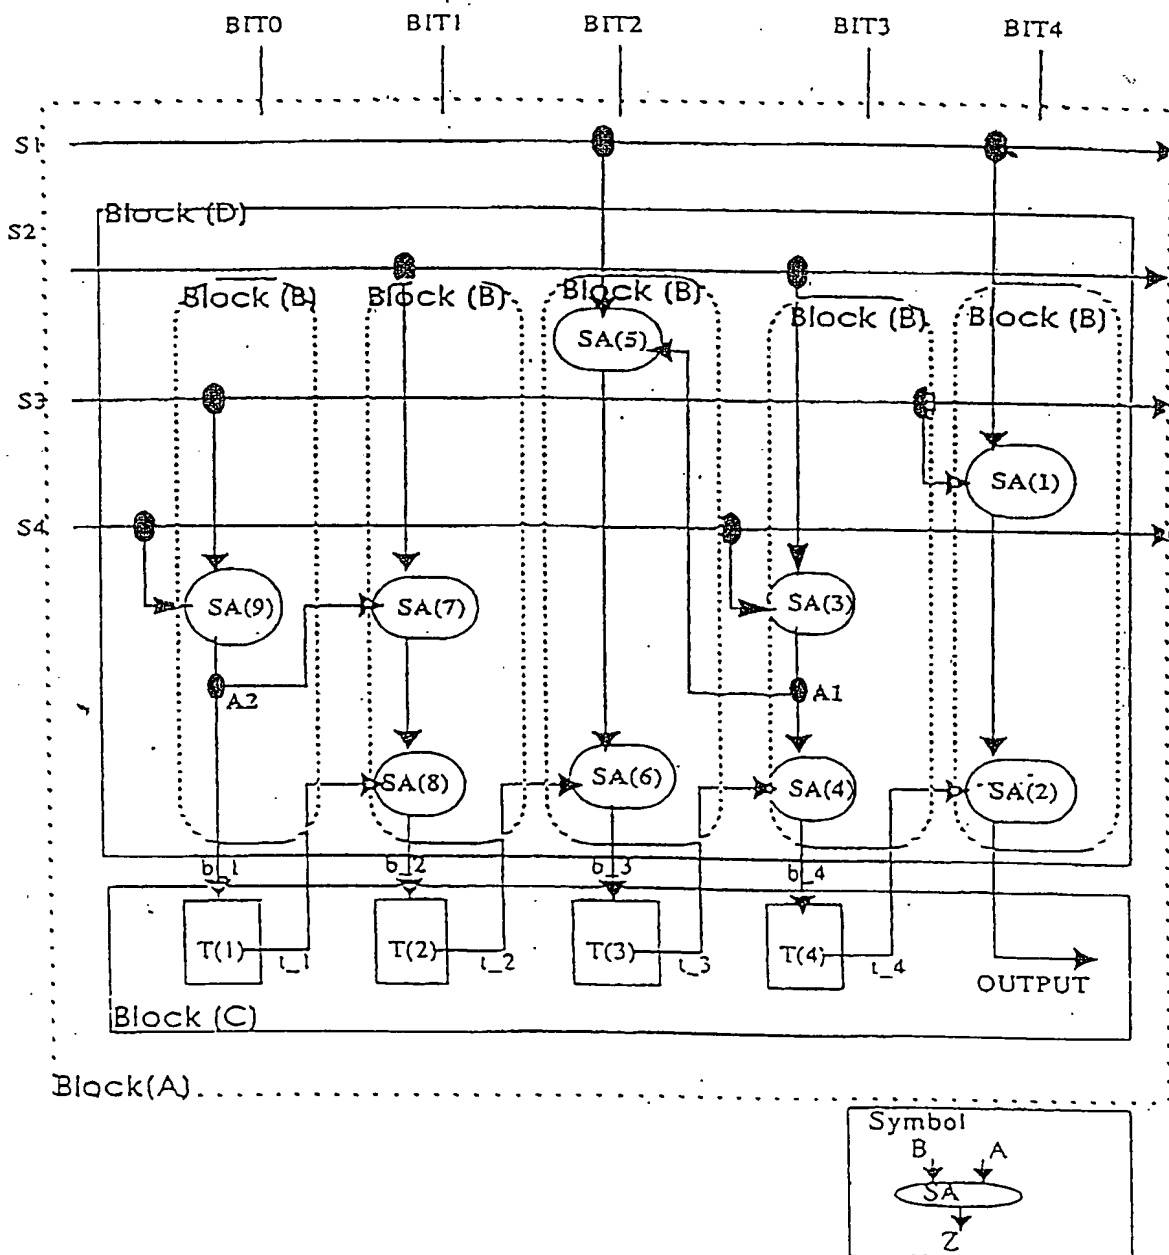 BIT0 BIT1 BIT2 BIT3 BIT4
S1
Block (D)
S2
Block (B) Block (B) Block (B) Block (B) Block (B)
SA(5)
S3
SA(1)
S4
SA(9) SA(7) SA(3)
A2 A1
SA(8) SA(6) SA(4) SA(2)
b_1 b_2 b_3 b_4
T(1) T(2) T(3) T(4)
t_1 t_2 t_3 t_4
OUTPUT
Block (C)
Block(A)
Symbol
B A
SA
Z